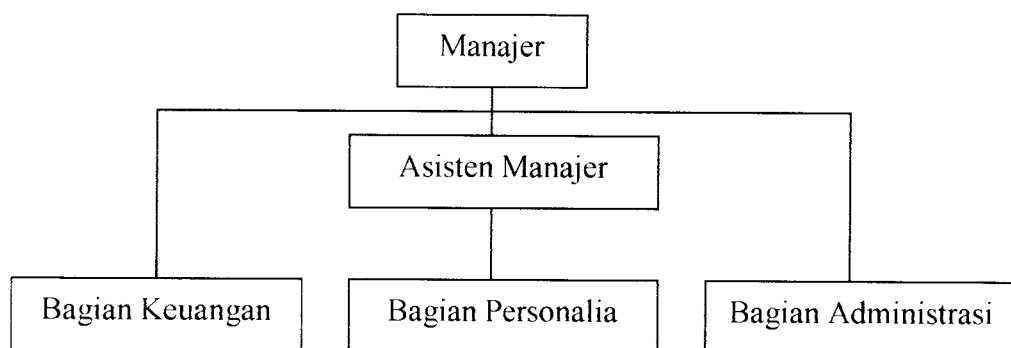 Manajer
Asisten Manajer
Bagian Keuangan
Bagian Personalia
Bagian Administrasi